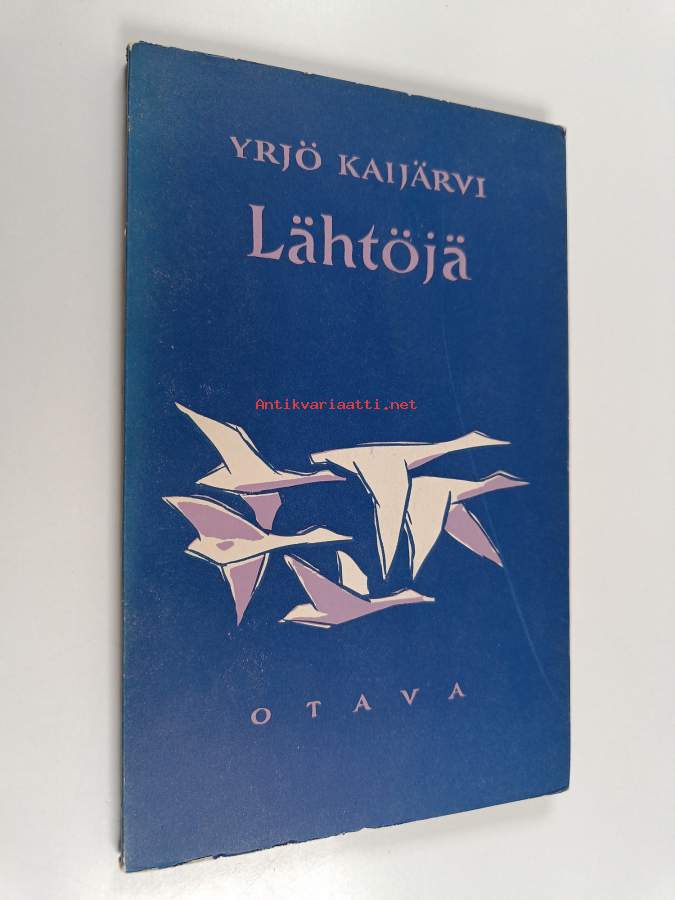 YRJÖ KAIJÄRVI
Lähtöjä
Antikvariaatti.net
OTAVA